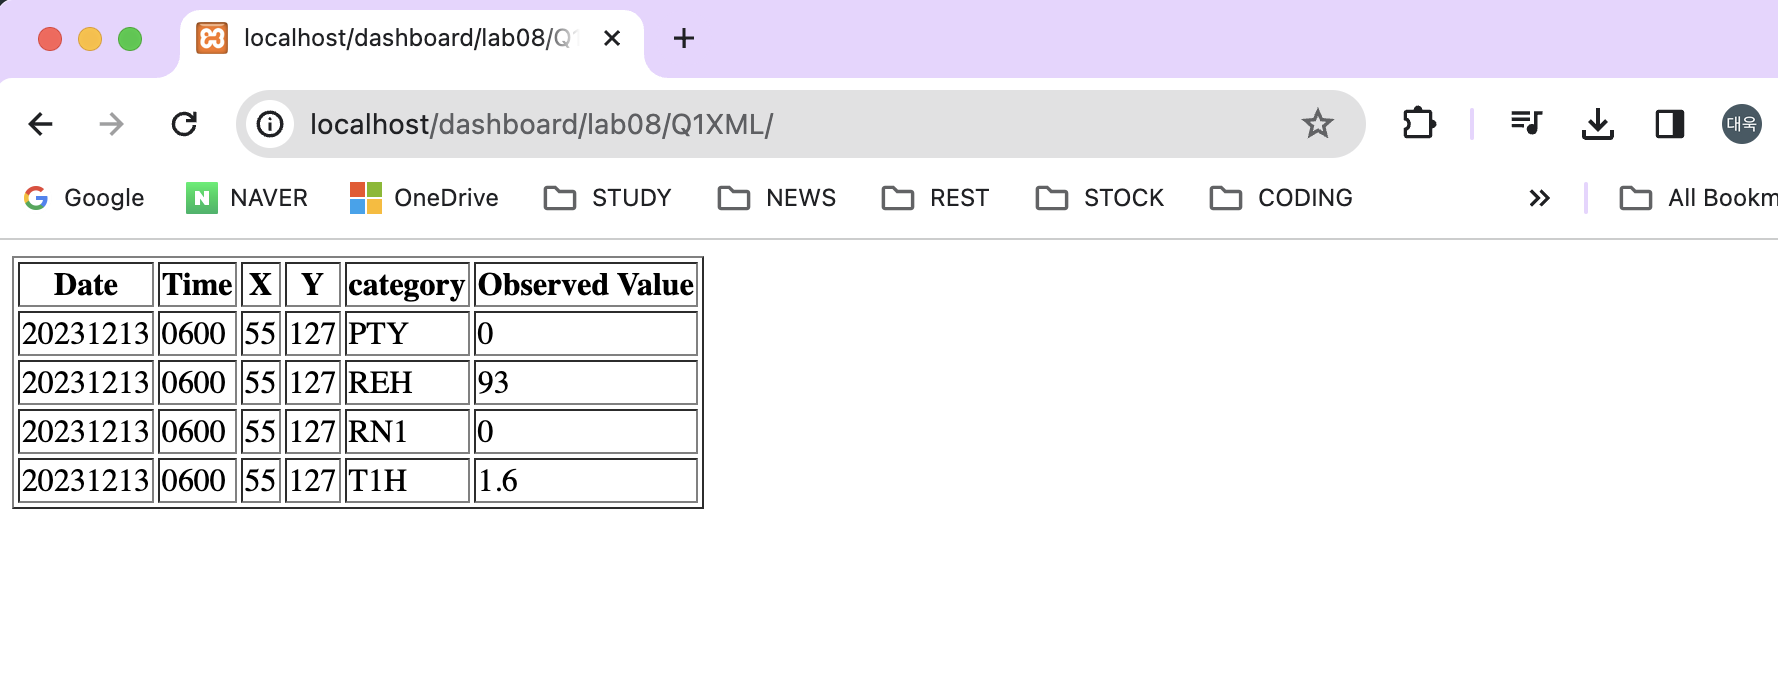 localhost/dashboard/lab08/Q1
localhost/dashboard/lab08/Q1XML/
대욱
Google NAVER OneDrive STUDY NEWS REST STOCK CODING All Bookm
Date Time X Y category Observed Value
20231213 0600 55 127 PTY 0
20231213 0600 55 127 REH 93
20231213 0600 55 127 RN1 0
20231213 0600 55 127 T1H 1.6